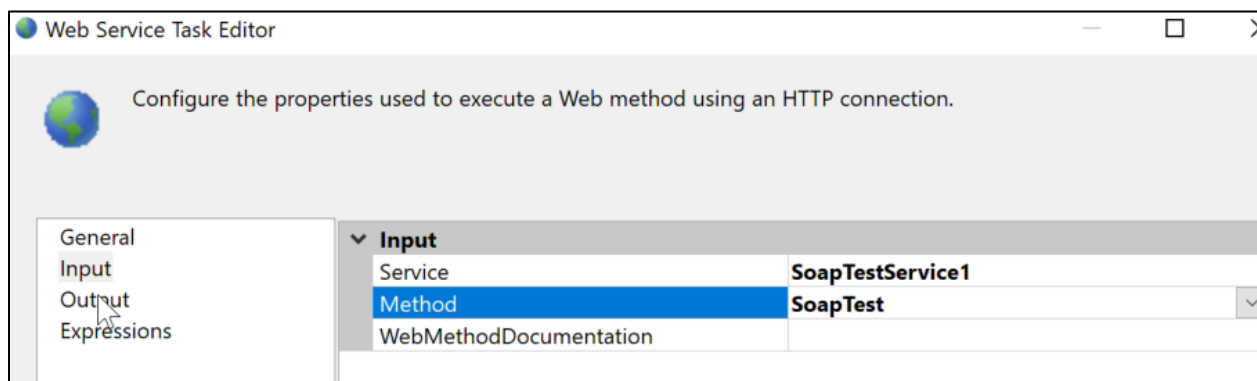 Web Service Task Editor
Configure the properties used to execute a Web method using an HTTP connection.
General
Input
Output
Expressions
Input
Service SoapTestService1
Method SoapTest
WebMethodDocumentation